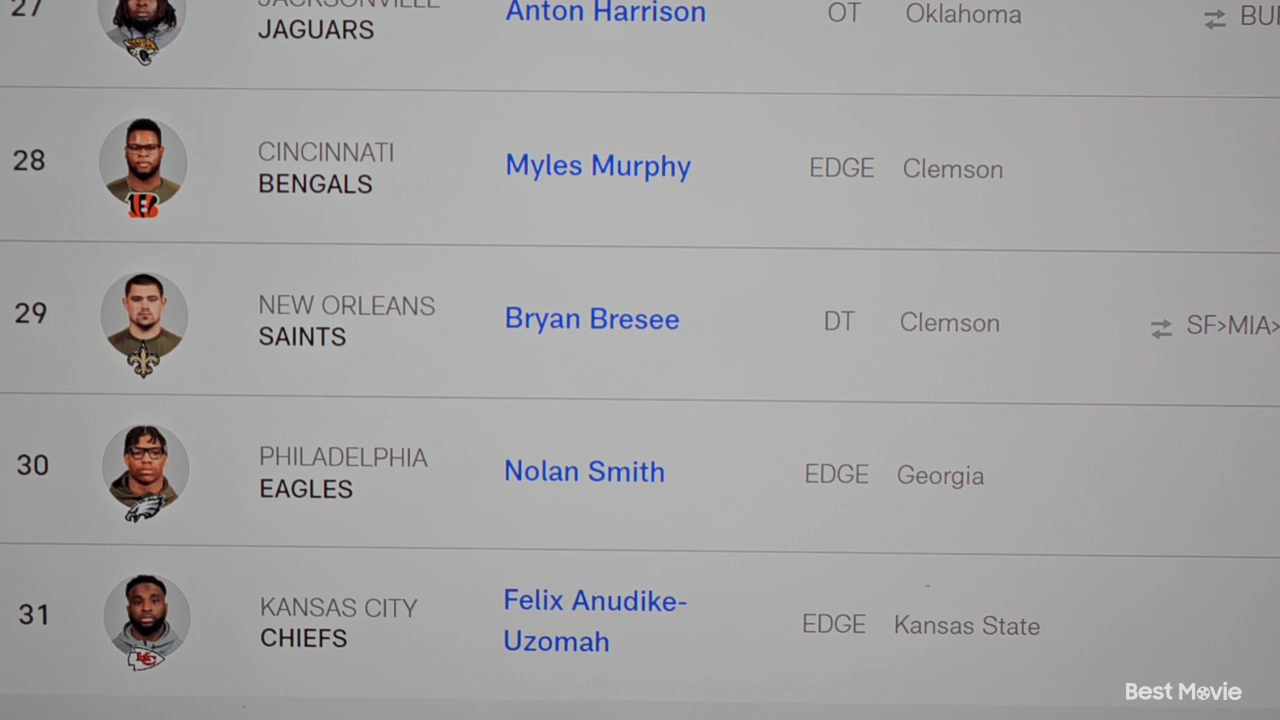 27
JACKSONVILLE
JAGUARS
Anton Harrison
OT
Oklahoma
28
CINCINNATI
BENGALS
Myles Murphy
EDGE
Clemson
29
NEW ORLEANS
SAINTS
Bryan Bresee
DT
Clemson
SF>MIA>
30
PHILADELPHIA
EAGLES
Nolan Smith
EDGE
Georgia
31
KANSAS CITY
CHIEFS
Felix Anudike-
Uzomah
EDGE
Kansas State
Best Movie